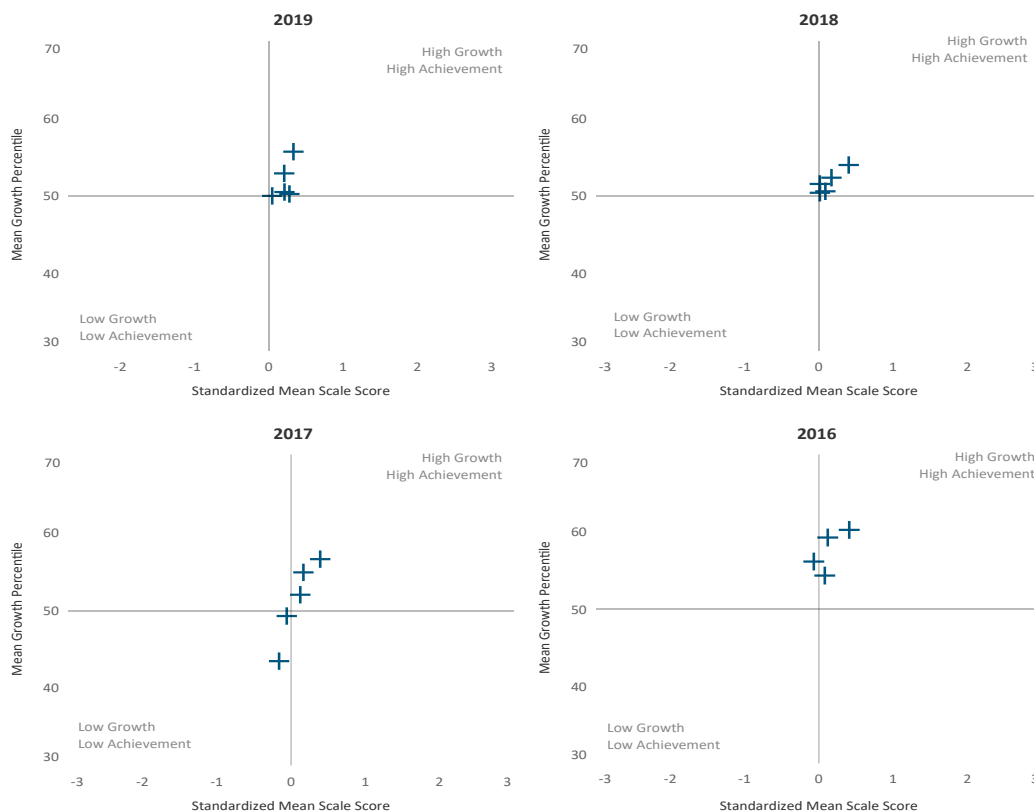 2019
High Growth
High Achievement
70
60
50
40
30
Mean Growth Percentile
Low Growth
Low Achievement
-2 -1 0 1 2 3
Standardized Mean Scale Score
2018
High Growth
High Achievement
70
60
50
40
30
Mean Growth Percentile
Low Growth
Low Achievement
-3 -2 -1 0 1 2 3
Standardized Mean Scale Score
2017
High Growth
High Achievement
70
60
50
40
30
Mean Growth Percentile
Low Growth
Low Achievement
-3 -2 -1 0 1 2 3
Standardized Mean Scale Score
2016
High Growth
High Achievement
70
60
50
40
30
Mean Growth Percentile
Low Growth
Low Achievement
-3 -2 -1 0 1 2 3
Standardized Mean Scale Score